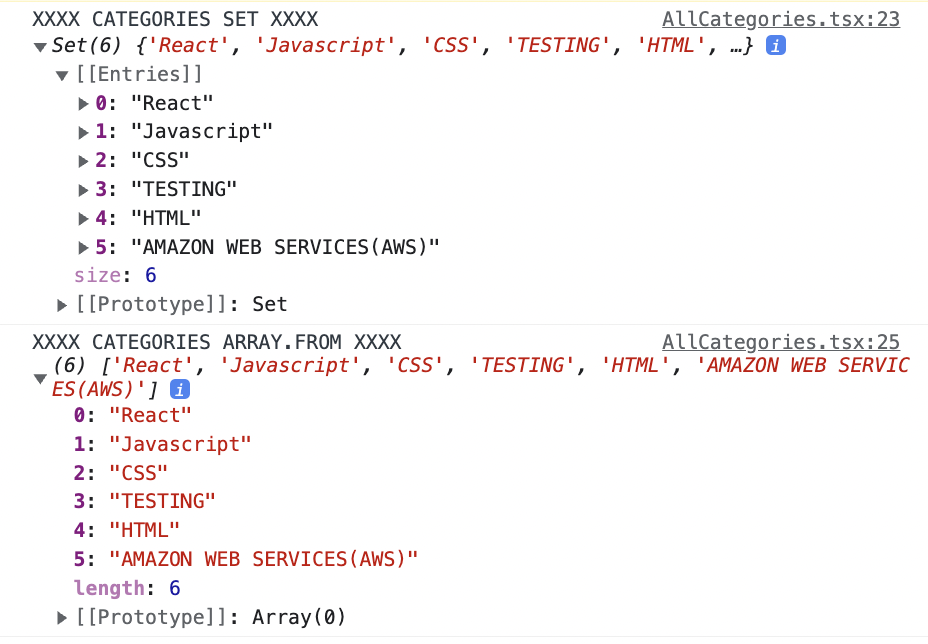 XXXX CATEGORIES SET XXXX AllCategories.tsx:23
Set(6) {'React', 'Javascript', 'CSS', 'TESTING', 'HTML', …} i
[[Entries]]
0: "React"
1: "Javascript"
2: "CSS"
3: "TESTING"
4: "HTML"
5: "AMAZON WEB SERVICES(AWS)"
size: 6
[[Prototype]]: Set
XXXX CATEGORIES ARRAY.FROM XXXX AllCategories.tsx:25
(6) ['React', 'Javascript', 'CSS', 'TESTING', 'HTML', 'AMAZON WEB SERVIC
ES(AWS)'] i
0: "React"
1: "Javascript"
2: "CSS"
3: "TESTING"
4: "HTML"
5: "AMAZON WEB SERVICES(AWS)"
length: 6
[[Prototype]]: Array(0)